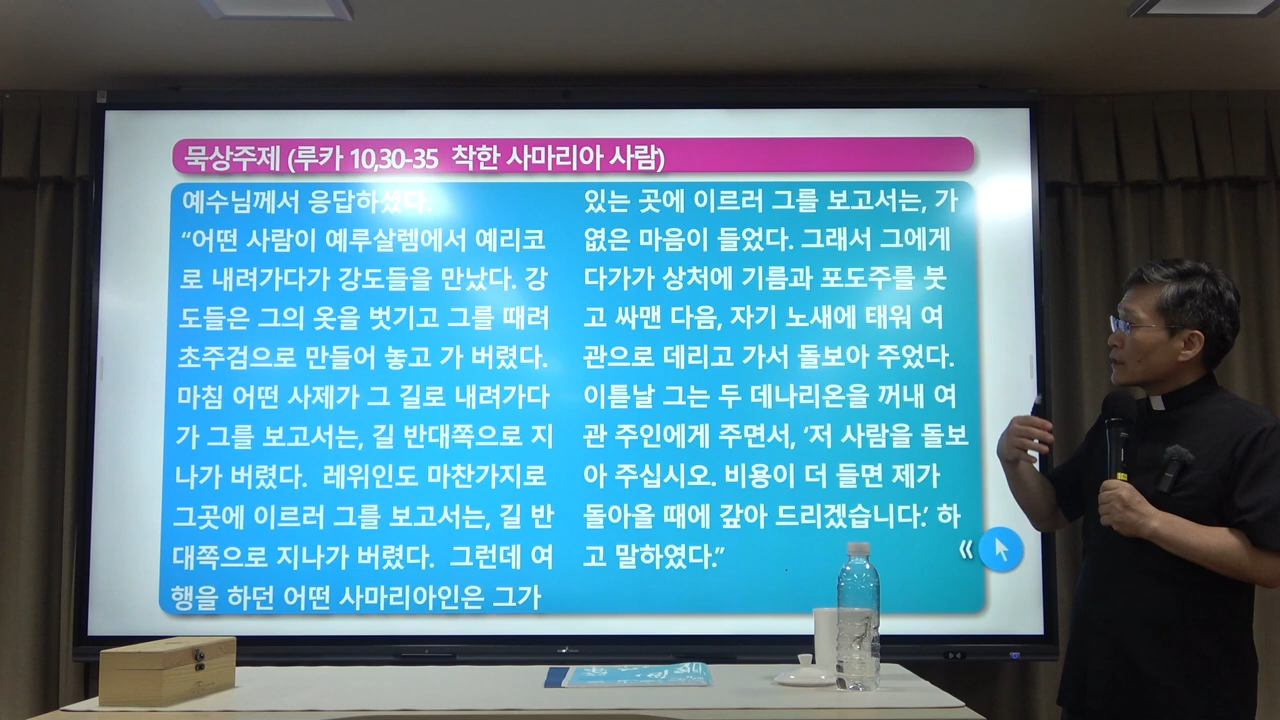 묵상주제 (루카 10,30-35 착한 사마리아 사람)
예수님께서 응답하셨다.
“어떤 사람이 예루살렘에서 예리코
로 내려가다가 강도들을 만났다. 강
도들은 그의 옷을 벗기고 그를 때려
초주검으로 만들어 놓고 가 버렸다.
마침 어떤 사제가 그 길로 내려가다
가 그를 보고서는, 길 반대쪽으로 지
나가 버렸다. 레위인도 마찬가지로
그곳에 이르러 그를 보고서는, 길 반
대쪽으로 지나가 버렸다. 그런데 여
행을 하던 어떤 사마리아인은 그가
있는 곳에 이르러 그를 보고서는, 가
엾은 마음이 들었다. 그래서 그에게
다가가 상처에 기름과 포도주를 붓
고 싸맨 다음, 자기 노새에 태워 여
관으로 데리고 가서 돌보아 주었다.
이튿날 그는 두 데나리온을 꺼내 여
관 주인에게 주면서, ‘저 사람을 돌보
아 주십시오. 비용이 더 들면 제가
돌아올 때에 갚아 드리겠습니다.’ 하
고 말하였다.”